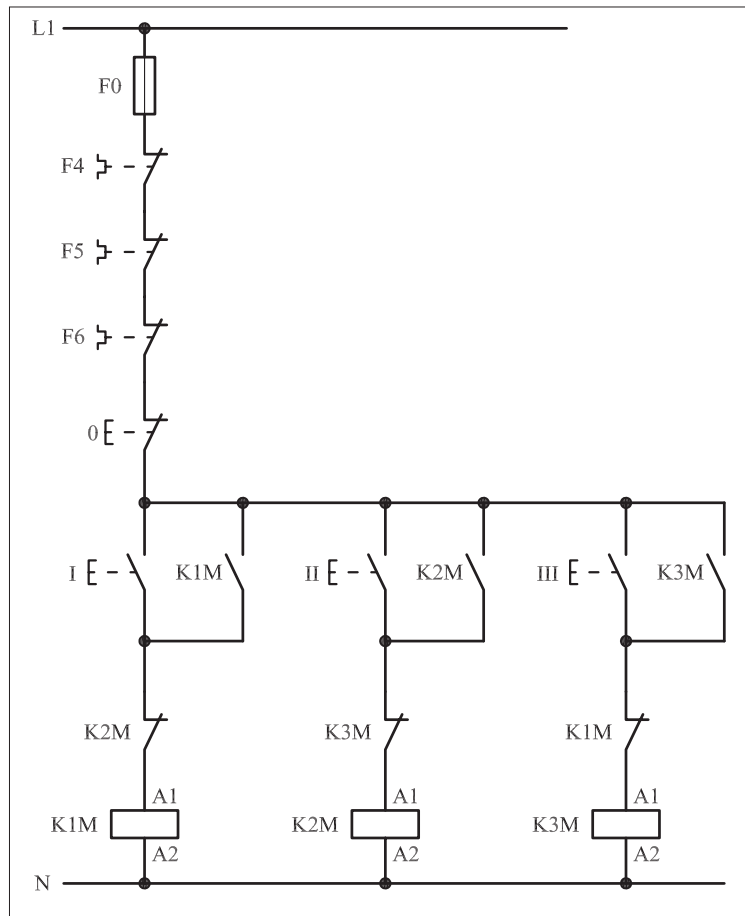 L1
F0
F4
F5
F6
0
I K1M II K2M III K3M
K2M K3M K1M
A1 A1 A1
K1M K2M K3M
A2 A2 A2
N